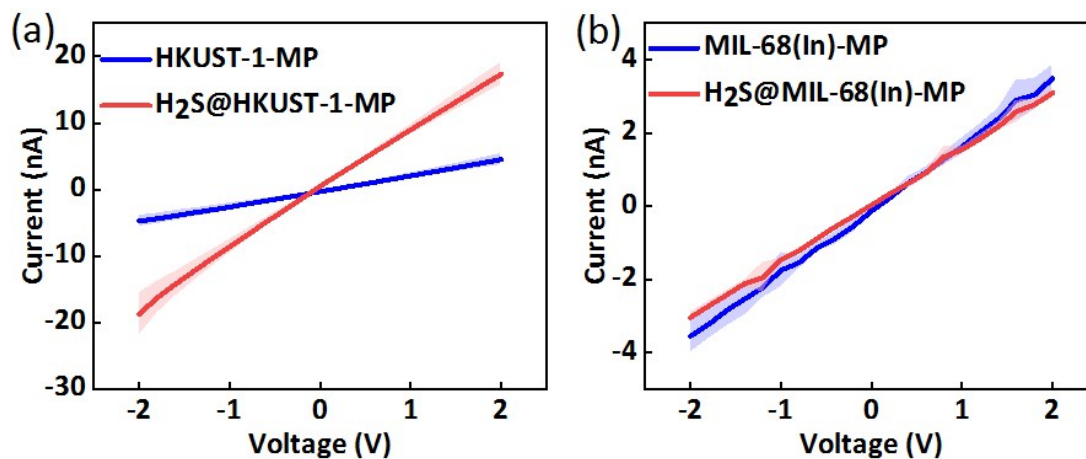 (a)
HKUST-1-MP
H2S@HKUST-1-MP
20
10
0
-10
-20
-30
Current (nA)
-2
-1
0
1
2
Voltage (V)
(b)
MIL-68(In)-MP
H2S@MIL-68(In)-MP
4
2
0
-2
-4
Current (nA)
-2
-1
0
1
2
Voltage (V)